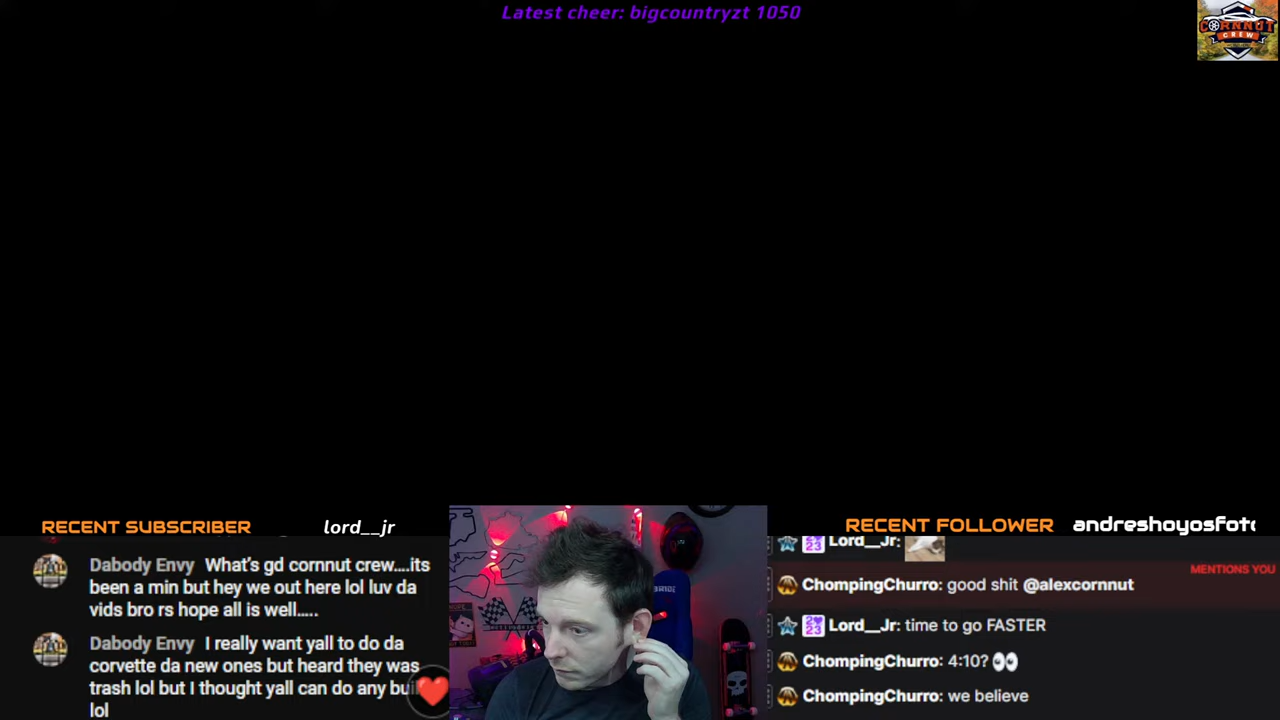 Latest cheer: bigcountryzt 1050
CORNNUT
CREW
RECENT SUBSCRIBER lord__jr
RECENT FOLLOWER andreshoyosfot
Dabody Envy What's gd cornnut crew....its
been a min but hey we out here lol luv da
vids bro rs hope all is well.....
Dabody Envy I really want yall to do da
corvette da new ones but heard they was
trash lol but I thought yall can do any
lol
BRIDE
Lord__Jr:
MENTIONS YOU
ChompingChurro: good shit @alexcornnut
Lord__Jr: time to go FASTER
ChompingChurro: 4:10? 👀
ChompingChurro: we believe